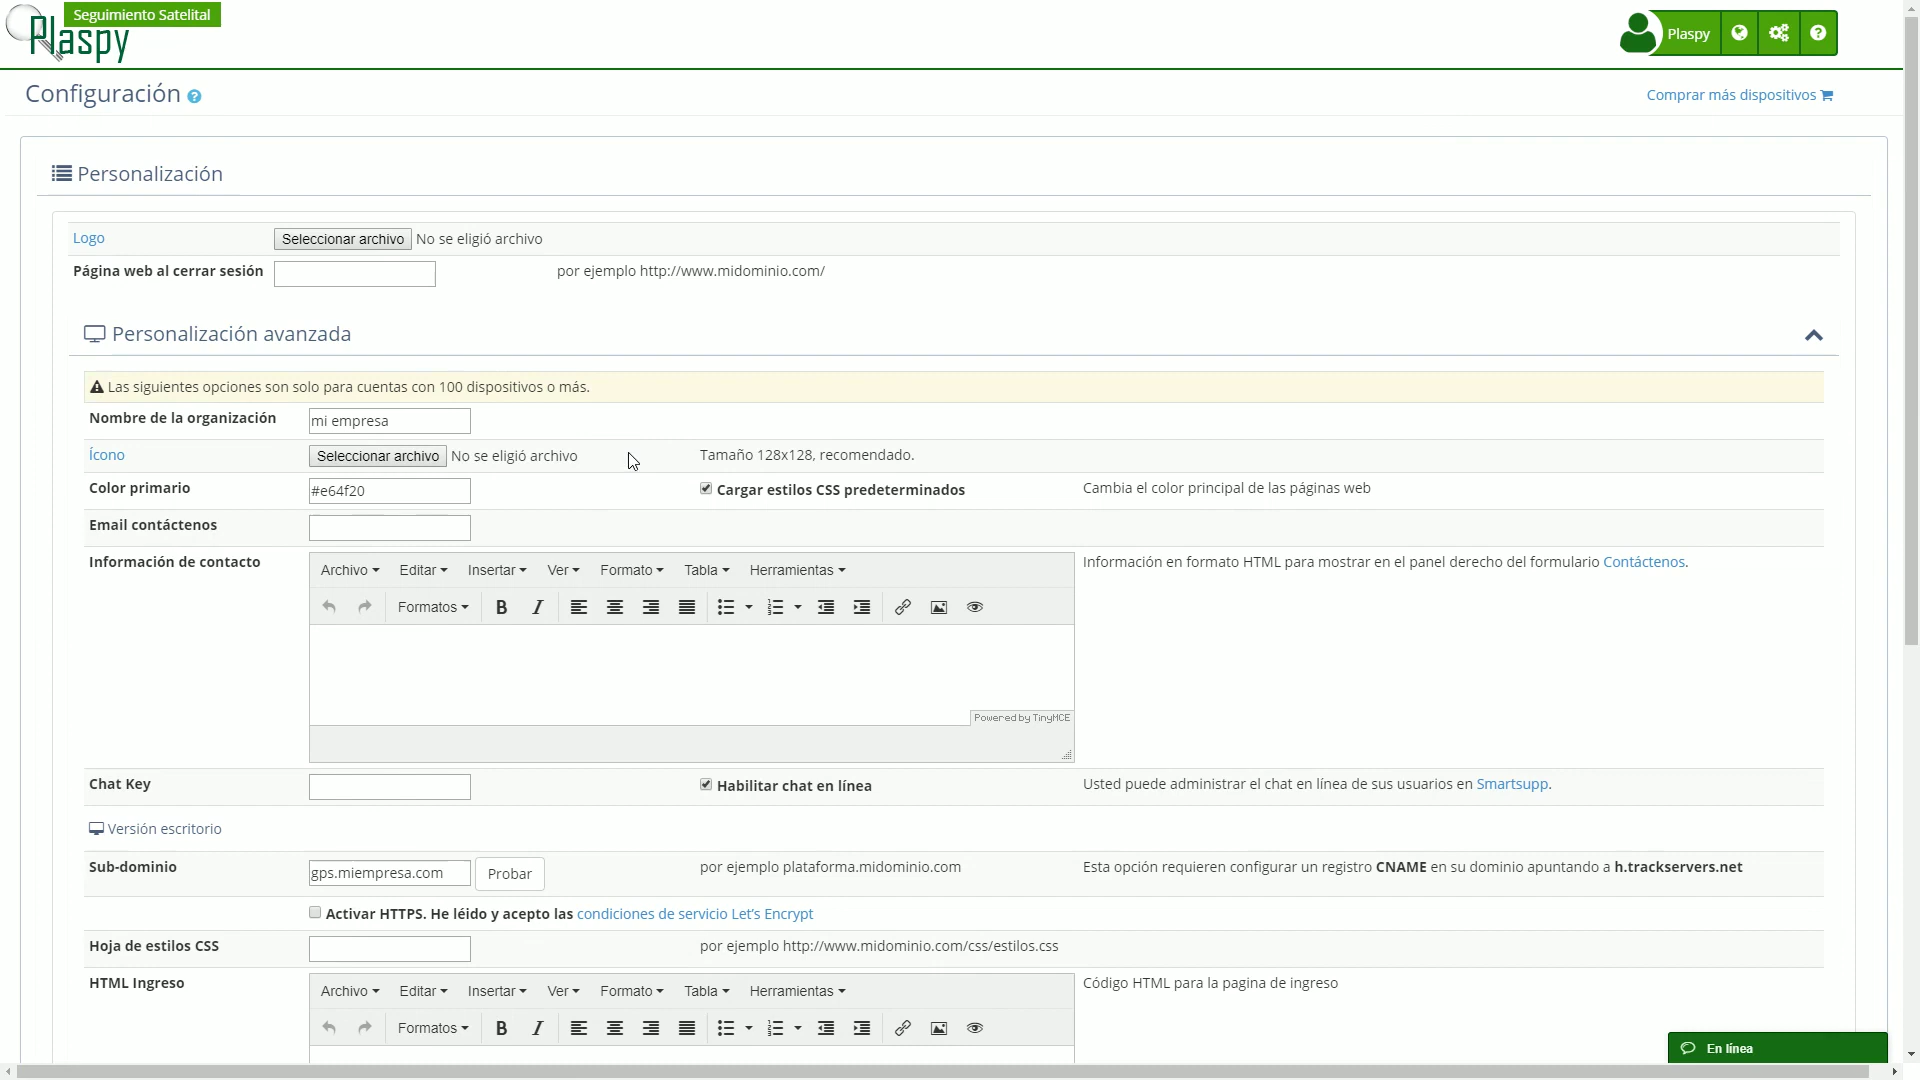 Seguimiento Satelital
Plaspy
Plaspy
Configuración
Comprar más dispositivos
Personalización
Logo
Seleccionar archivo No se eligió archivo
Página web al cerrar sesión
por ejemplo http://www.midominio.com/
Personalización avanzada
Las siguientes opciones son solo para cuentas con 100 dispositivos o más.
Nombre de la organización
mi empresa
Ícono
Seleccionar archivo No se eligió archivo
Tamaño 128x128, recomendado.
Color primario
#e64f20
Cargar estilos CSS predeterminados
Cambia el color principal de las páginas web
Email contáctenos
Información de contacto
Archivo Editar Insertar Ver Formato Tabla Herramientas
Formatos B I
Powered by TinyMCE
Información en formato HTML para mostrar en el panel derecho del formulario Contáctenos.
Chat Key
Habilitar chat en línea
Usted puede administrar el chat en línea de sus usuarios en Smartsupp.
Versión escritorio
Sub-dominio
gps.miempresa.com
Probar
por ejemplo plataforma.midominio.com
Esta opción requieren configurar un registro CNAME en su dominio apuntando a h.trackservers.net
Activar HTTPS. He léido y acepto las condiciones de servicio Let's Encrypt
Hoja de estilos CSS
por ejemplo http://www.midominio.com/css/estilos.css
HTML Ingreso
Archivo Editar Insertar Ver Formato Tabla Herramientas
Formatos B I
Código HTML para la pagina de ingreso
En línea